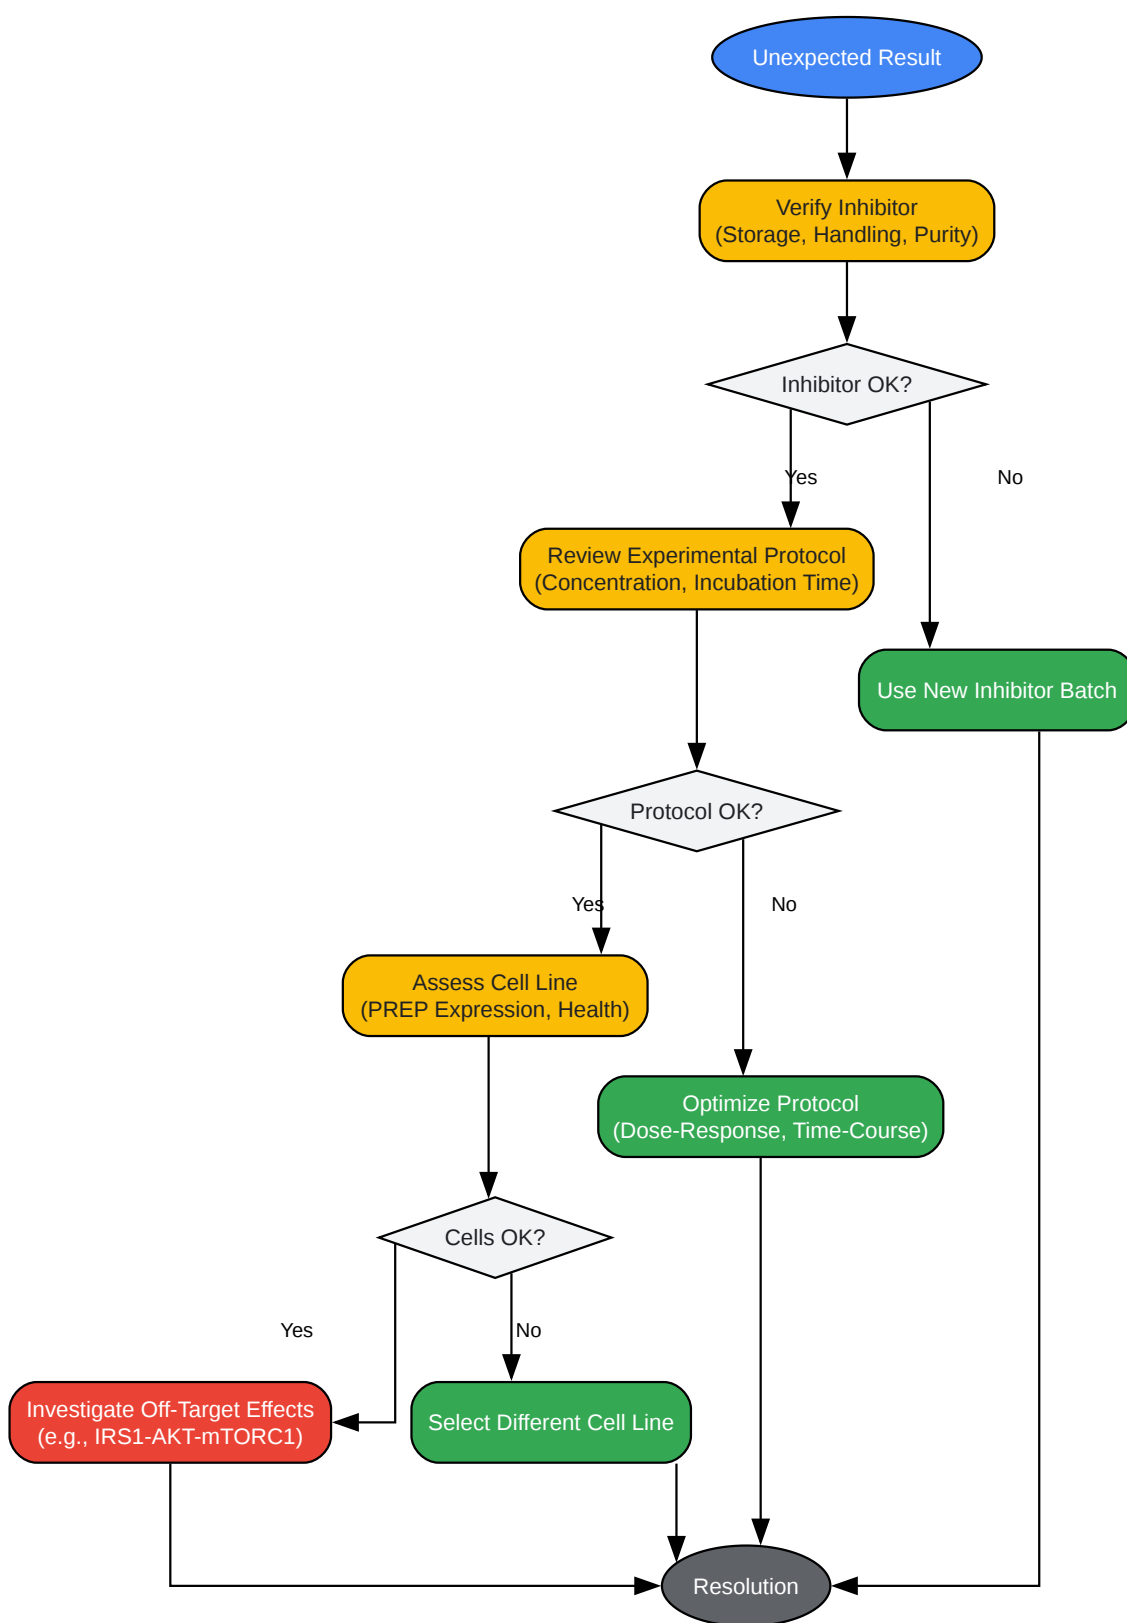 Unexpected Result
Verify Inhibitor
(Storage, Handling, Purity)
Inhibitor OK?
Yes
No
Review Experimental Protocol
(Concentration, Incubation Time)
Use New Inhibitor Batch
Protocol OK?
Yes
No
Assess Cell Line
(PREP Expression, Health)
Optimize Protocol
(Dose-Response, Time-Course)
Cells OK?
Yes
No
Investigate Off-Target Effects
(e.g., IRS1-AKT-mTORC1)
Select Different Cell Line
Resolution